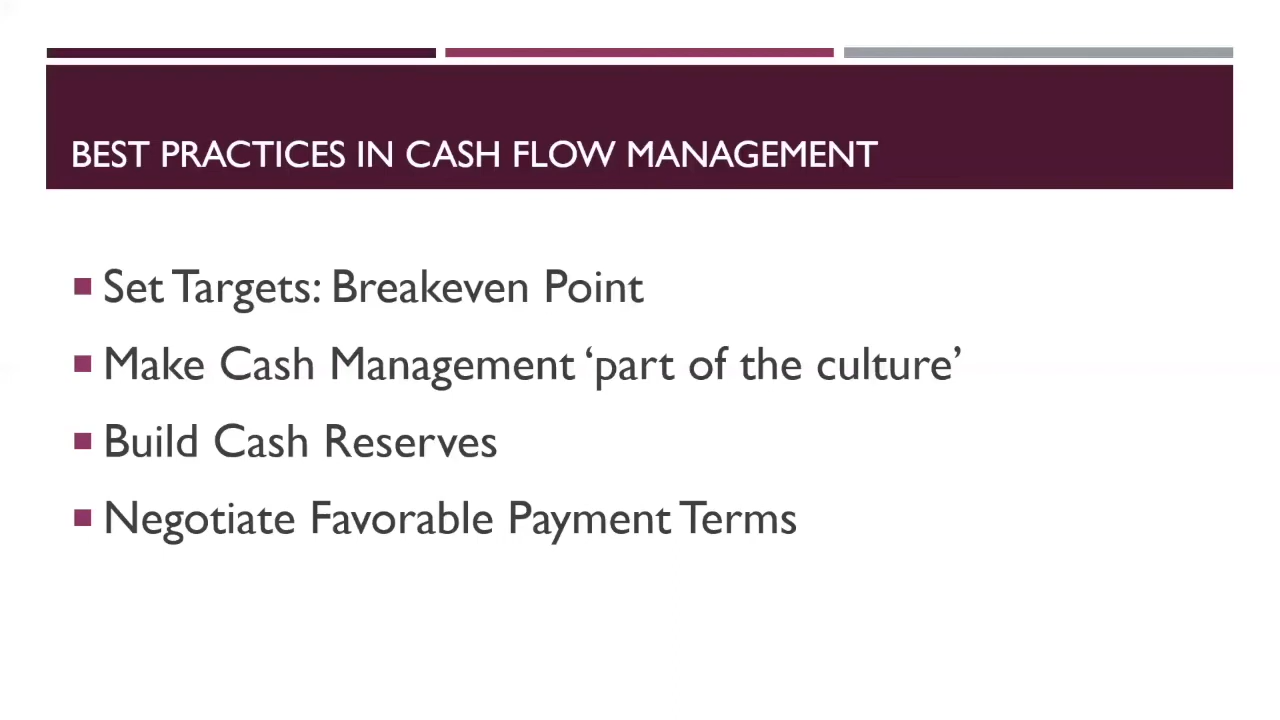 BEST PRACTICES IN CASH FLOW MANAGEMENT
Set Targets: Breakeven Point
Make Cash Management ‘part of the culture’
Build Cash Reserves
Negotiate Favorable Payment Terms